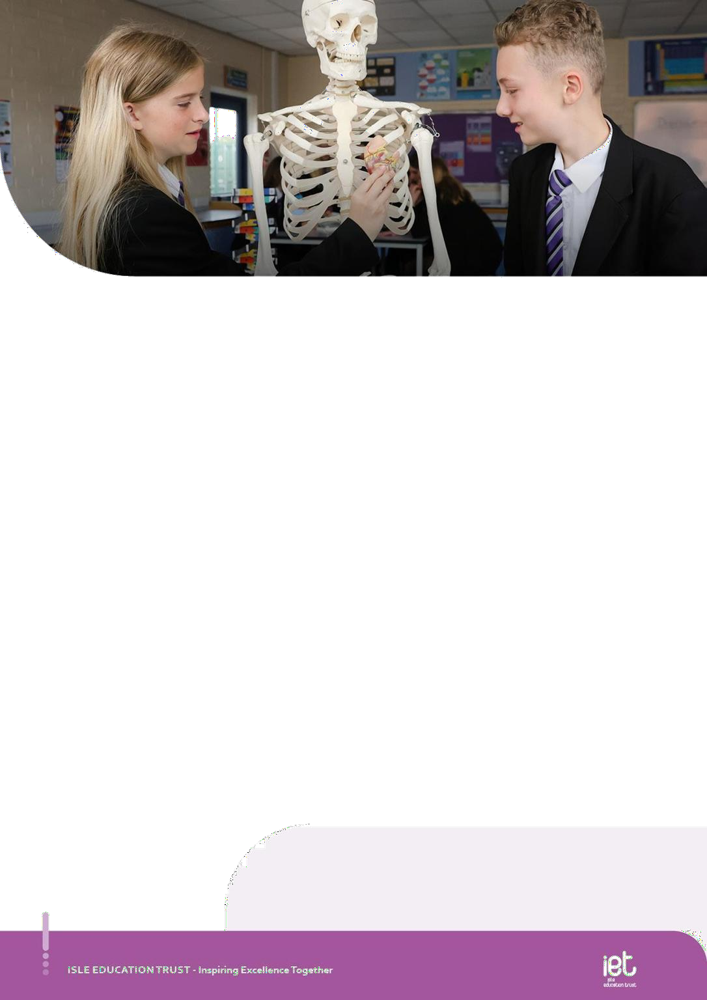 ISLE EDUCATION TRUST - Inspiring Excellence Together
iet
isle
education trust